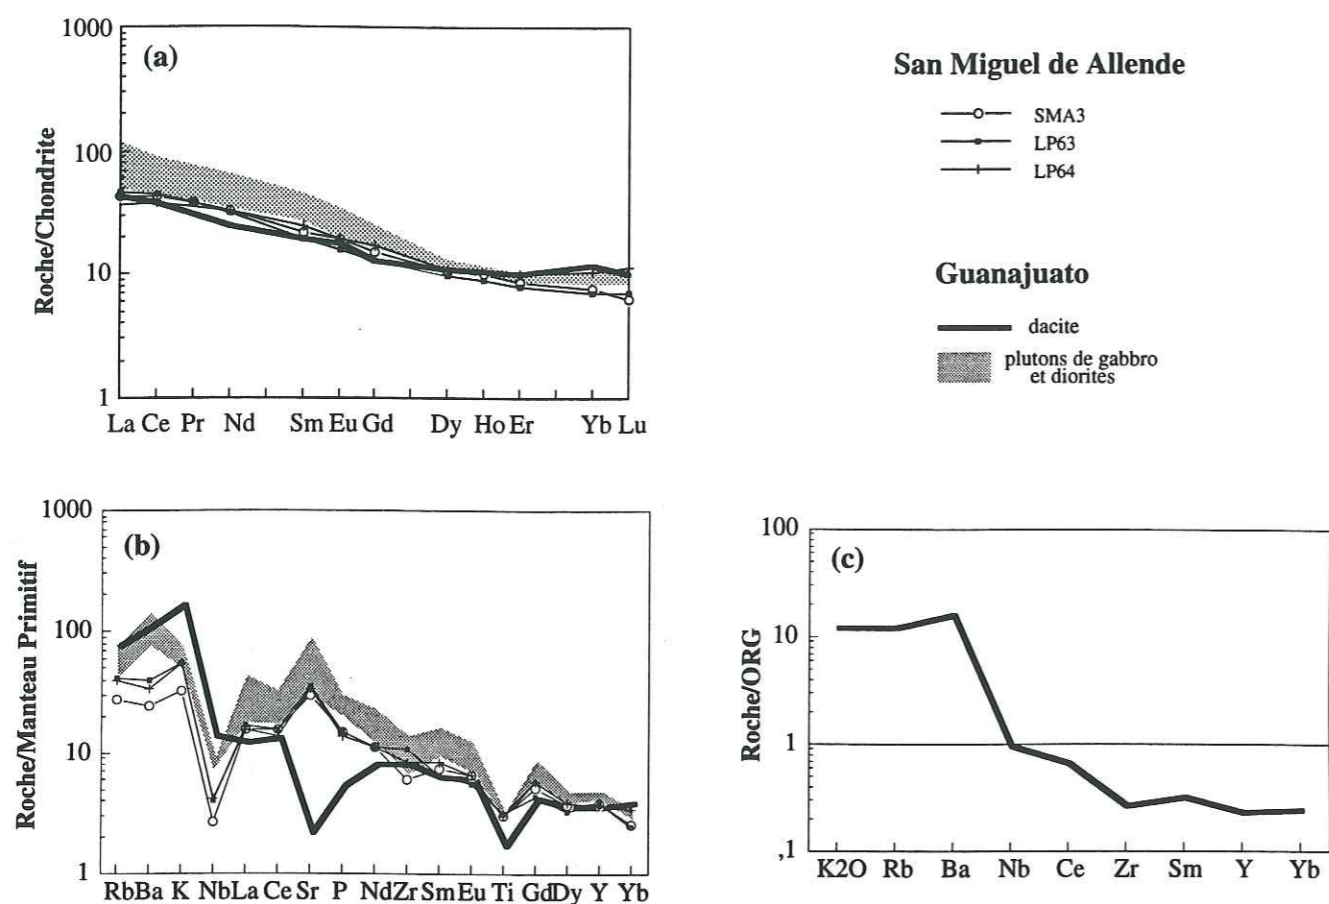 1000
(a)
100
10
1
Roche/Chondrite
La Ce Pr Nd Sm Eu Gd Dy Ho Er Yb Lu
San Miguel de Allende
SMA3
LP63
LP64
Guanajuato
dacite
plutons de gabbro
et diorites
1000
(b)
100
10
1
Roche/Manteau Primitif
Rb Ba K Nb La Ce Sr P Nd Zr Sm Eu Ti Gd Dy Y Yb
100
(c)
10
1
,1
Roche/ORG
K2O Rb Ba Nb Ce Zr Sm Y Yb